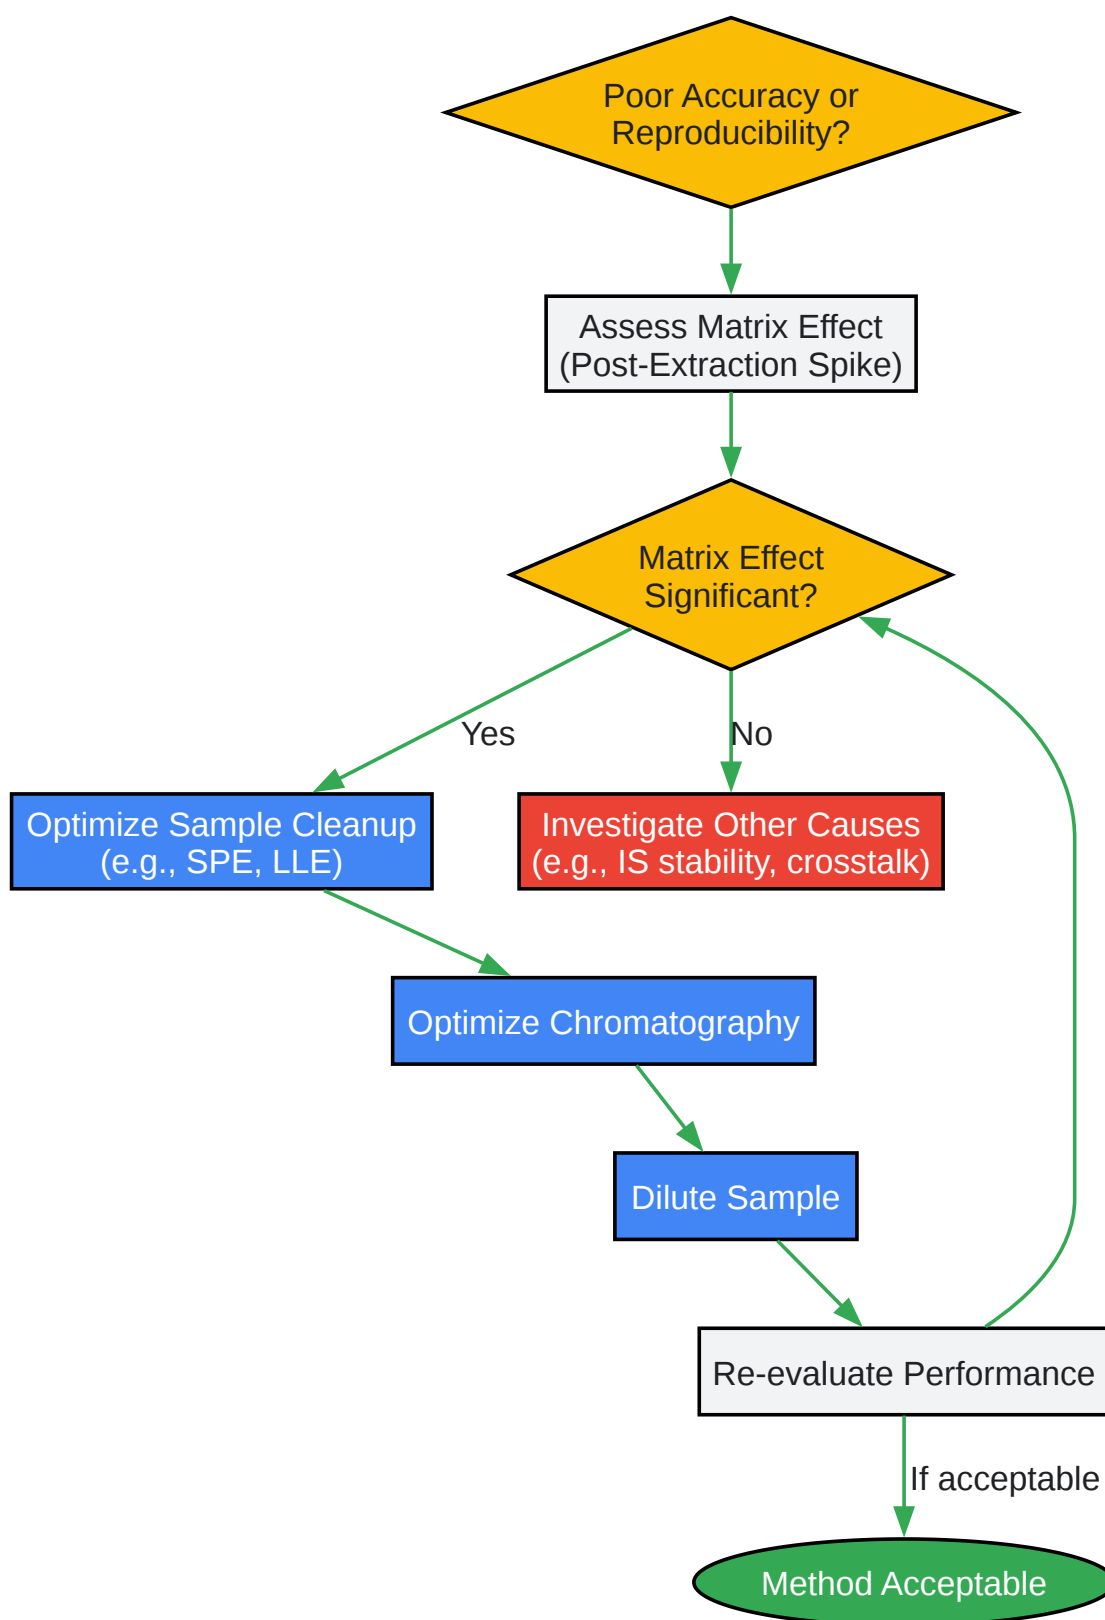 Poor Accuracy or
Reproducibility?
Assess Matrix Effect
(Post-Extraction Spike)
Matrix Effect
Significant?
Yes
No
Optimize Sample Cleanup
(e.g., SPE, LLE)
Investigate Other Causes
(e.g., IS stability, crosstalk)
Optimize Chromatography
Dilute Sample
Re-evaluate Performance
If acceptable
Method Acceptable